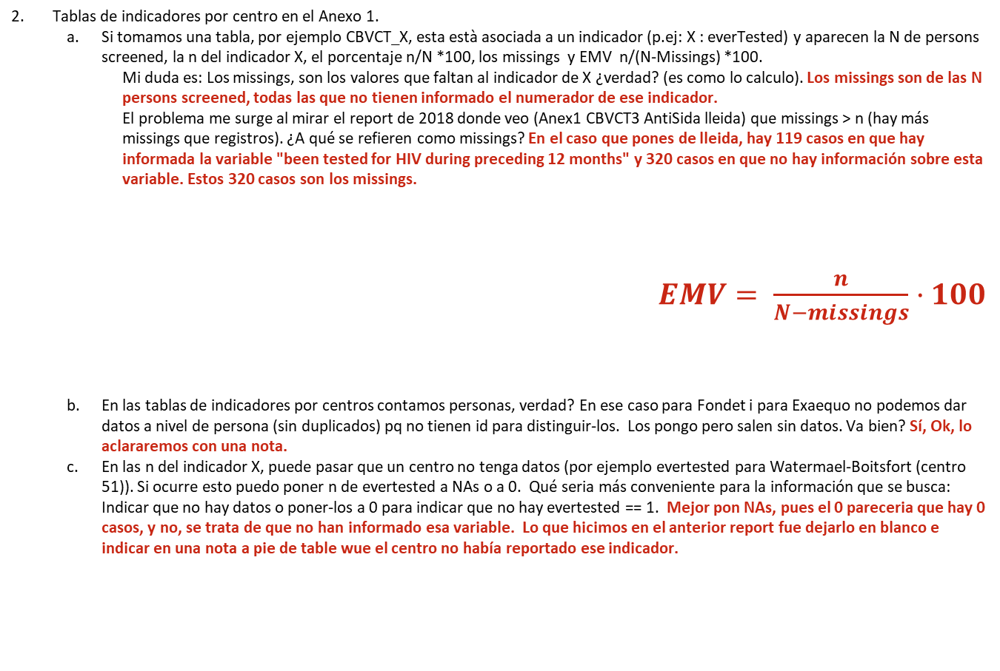 2. Tablas de indicadores por centro en el Anexo 1.
a. Si tomamos una tabla, por ejemplo CBVCT_X, esta està asociada a un indicador (p.ej: X : everTested) y aparecen la N de persons
screened, la n del indicador X, el porcentaje n/N *100, los missings y EMV n/(N-Missings) *100.
Mi duda es: Los missings, son los valores que faltan al indicador de X ¿verdad? (es como lo calculo). Los missings son de las N
persons screened, todas las que no tienen informado el numerador de ese indicador.
El problema me surge al mirar el report de 2018 donde veo (Anex1 CBVCT3 AntiSida lleida) que missings > n (hay más
missings que registros). ¿A qué se refieren como missings? En el caso que pones de lleida, hay 119 casos en que hay
informada la variable "been tested for HIV during preceding 12 months" y 320 casos en que no hay información sobre esta
variable. Estos 320 casos son los missings.
EMV = n / (N−missings) · 100
b. En las tablas de indicadores por centros contamos personas, verdad? En ese caso para Fondet i para Exaequo no podemos dar
datos a nivel de persona (sin duplicados) pq no tienen id para distinguir-los. Los pongo pero salen sin datos. Va bien? Sí, Ok, lo
aclararemos con una nota.
c. En las n del indicador X, puede pasar que un centro no tenga datos (por ejemplo evertested para Watermael-Boitsfort (centro
51)). Si ocurre esto puedo poner n de evertested a NAs o a 0. Qué seria más conveniente para la información que se busca:
Indicar que no hay datos o poner-los a 0 para indicar que no hay evertested == 1. Mejor pon NAs, pues el 0 pareceria que hay 0
casos, y no, se trata de que no han informado esa variable. Lo que hicimos en el anterior report fue dejarlo en blanco e
indicar en una nota a pie de table wue el centro no había reportado ese indicador.